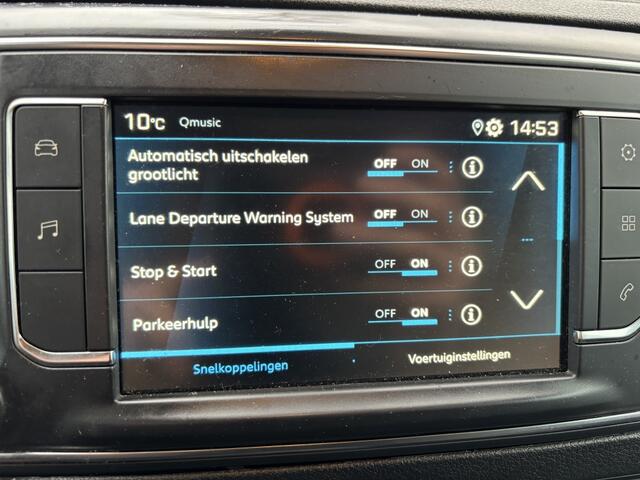 10°C Qmusic 14:53
Automatisch uitschakelen
grootlicht
OFF ON
Lane Departure Warning System OFF ON
Stop & Start OFF ON
Parkeerhulp OFF ON
Snelkoppelingen Voertuiginstellingen